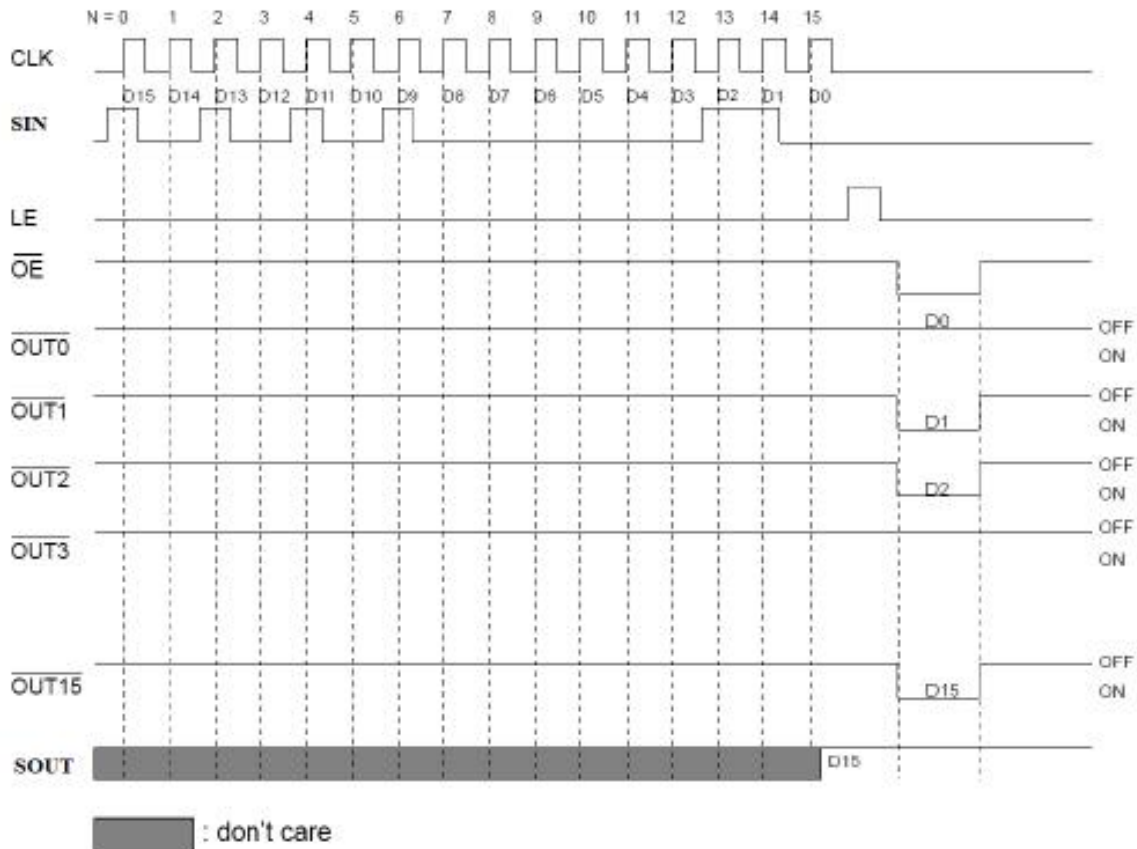 N = 0 1 2 3 4 5 6 7 8 9 10 11 12 13 14 15
CLK
D15 D14 D13 D12 D11 D10 D9 D8 D7 D6 D5 D4 D3 D2 D1 D0
SIN
LE
OE
D0
OUT0
OFF
ON
OUT1
D1
OFF
ON
OUT2
D2
OFF
ON
OUT3
OFF
ON
OUT15
D15
OFF
ON
SOUT
D15
: don't care